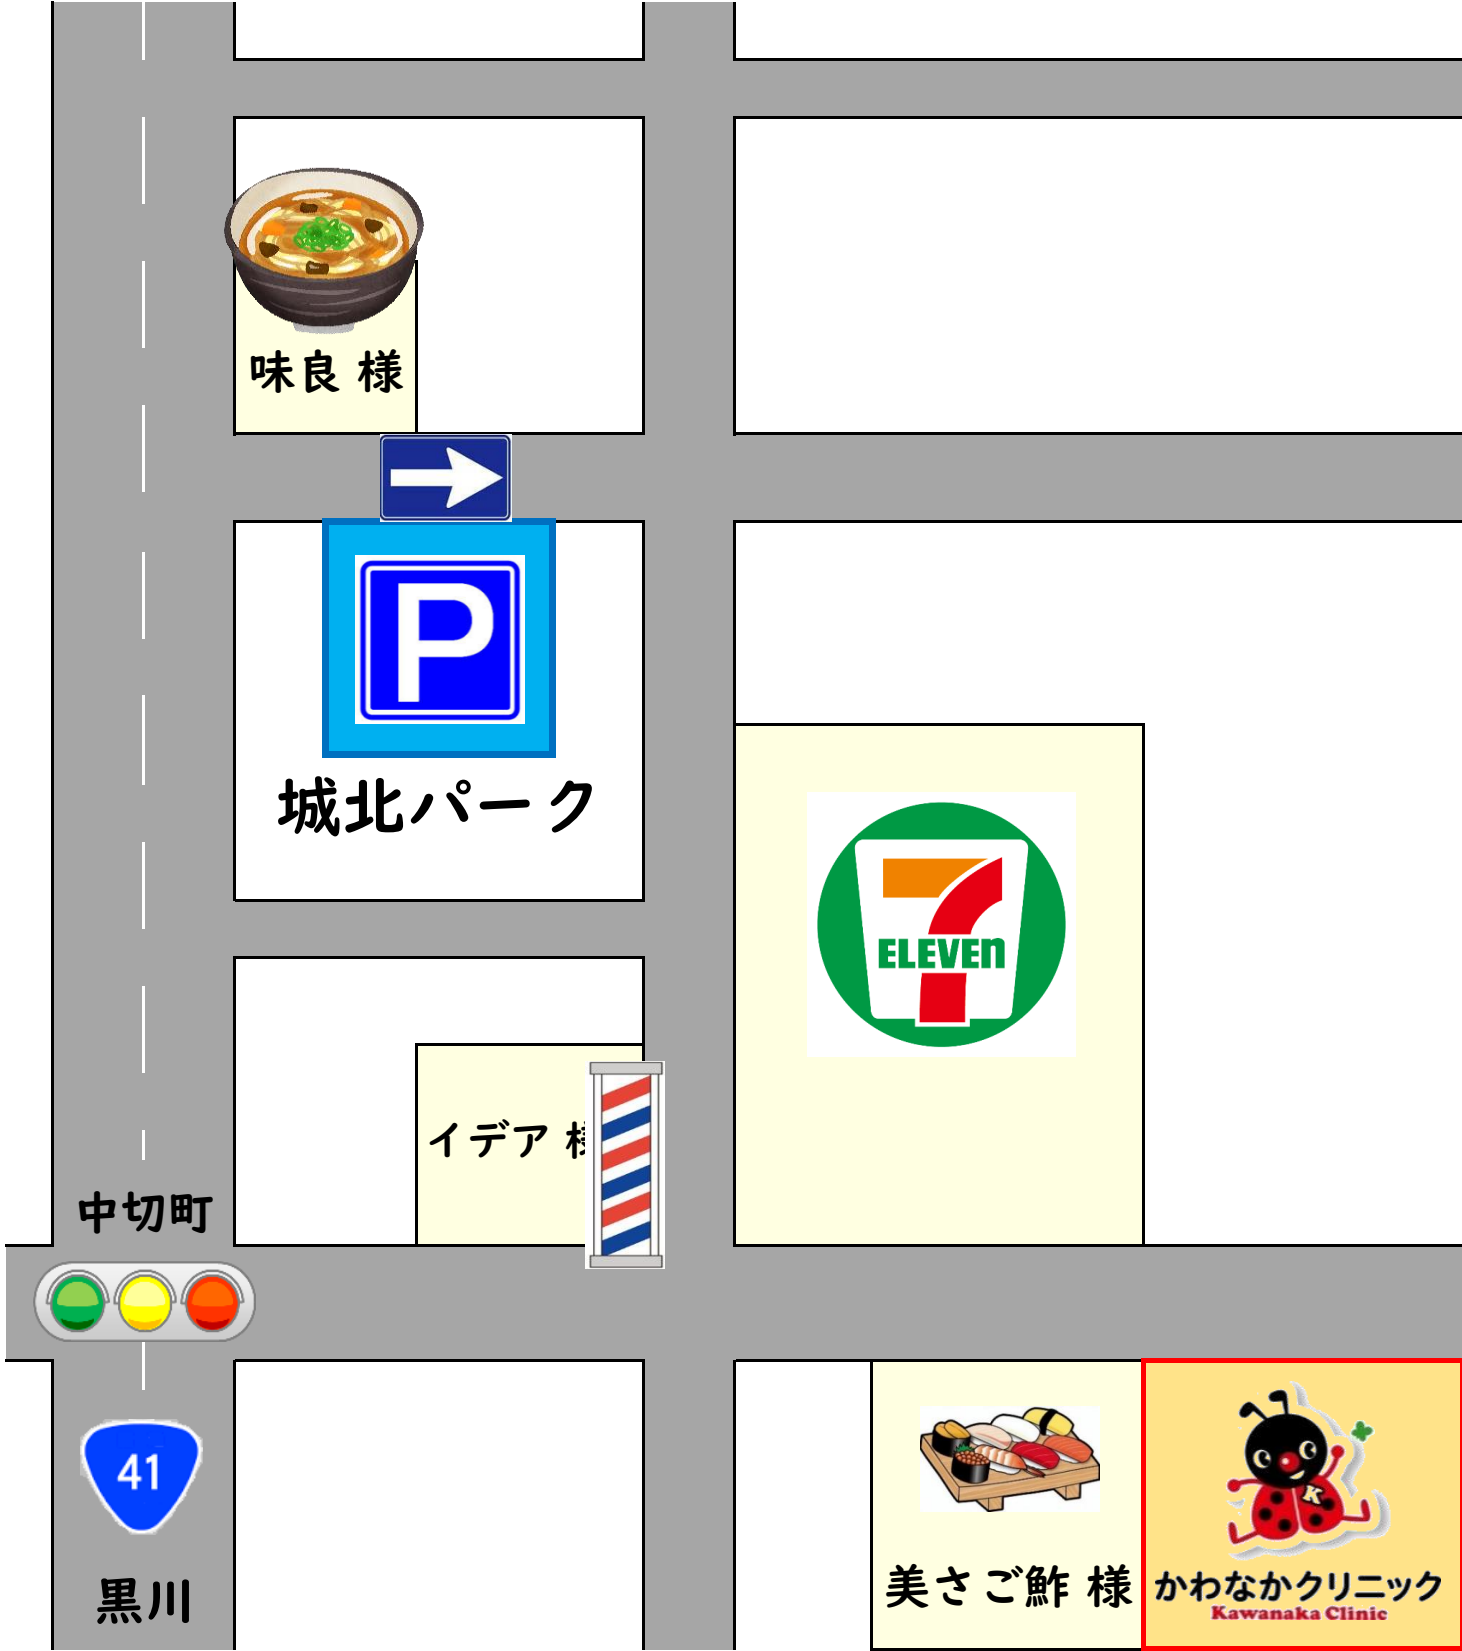 味良 様
P
城北パーク
7
ELEVEn
イデア
中切町
41
黒川
美さご鮓 様
K
かわなかクリニック
Kawanaka Clinic